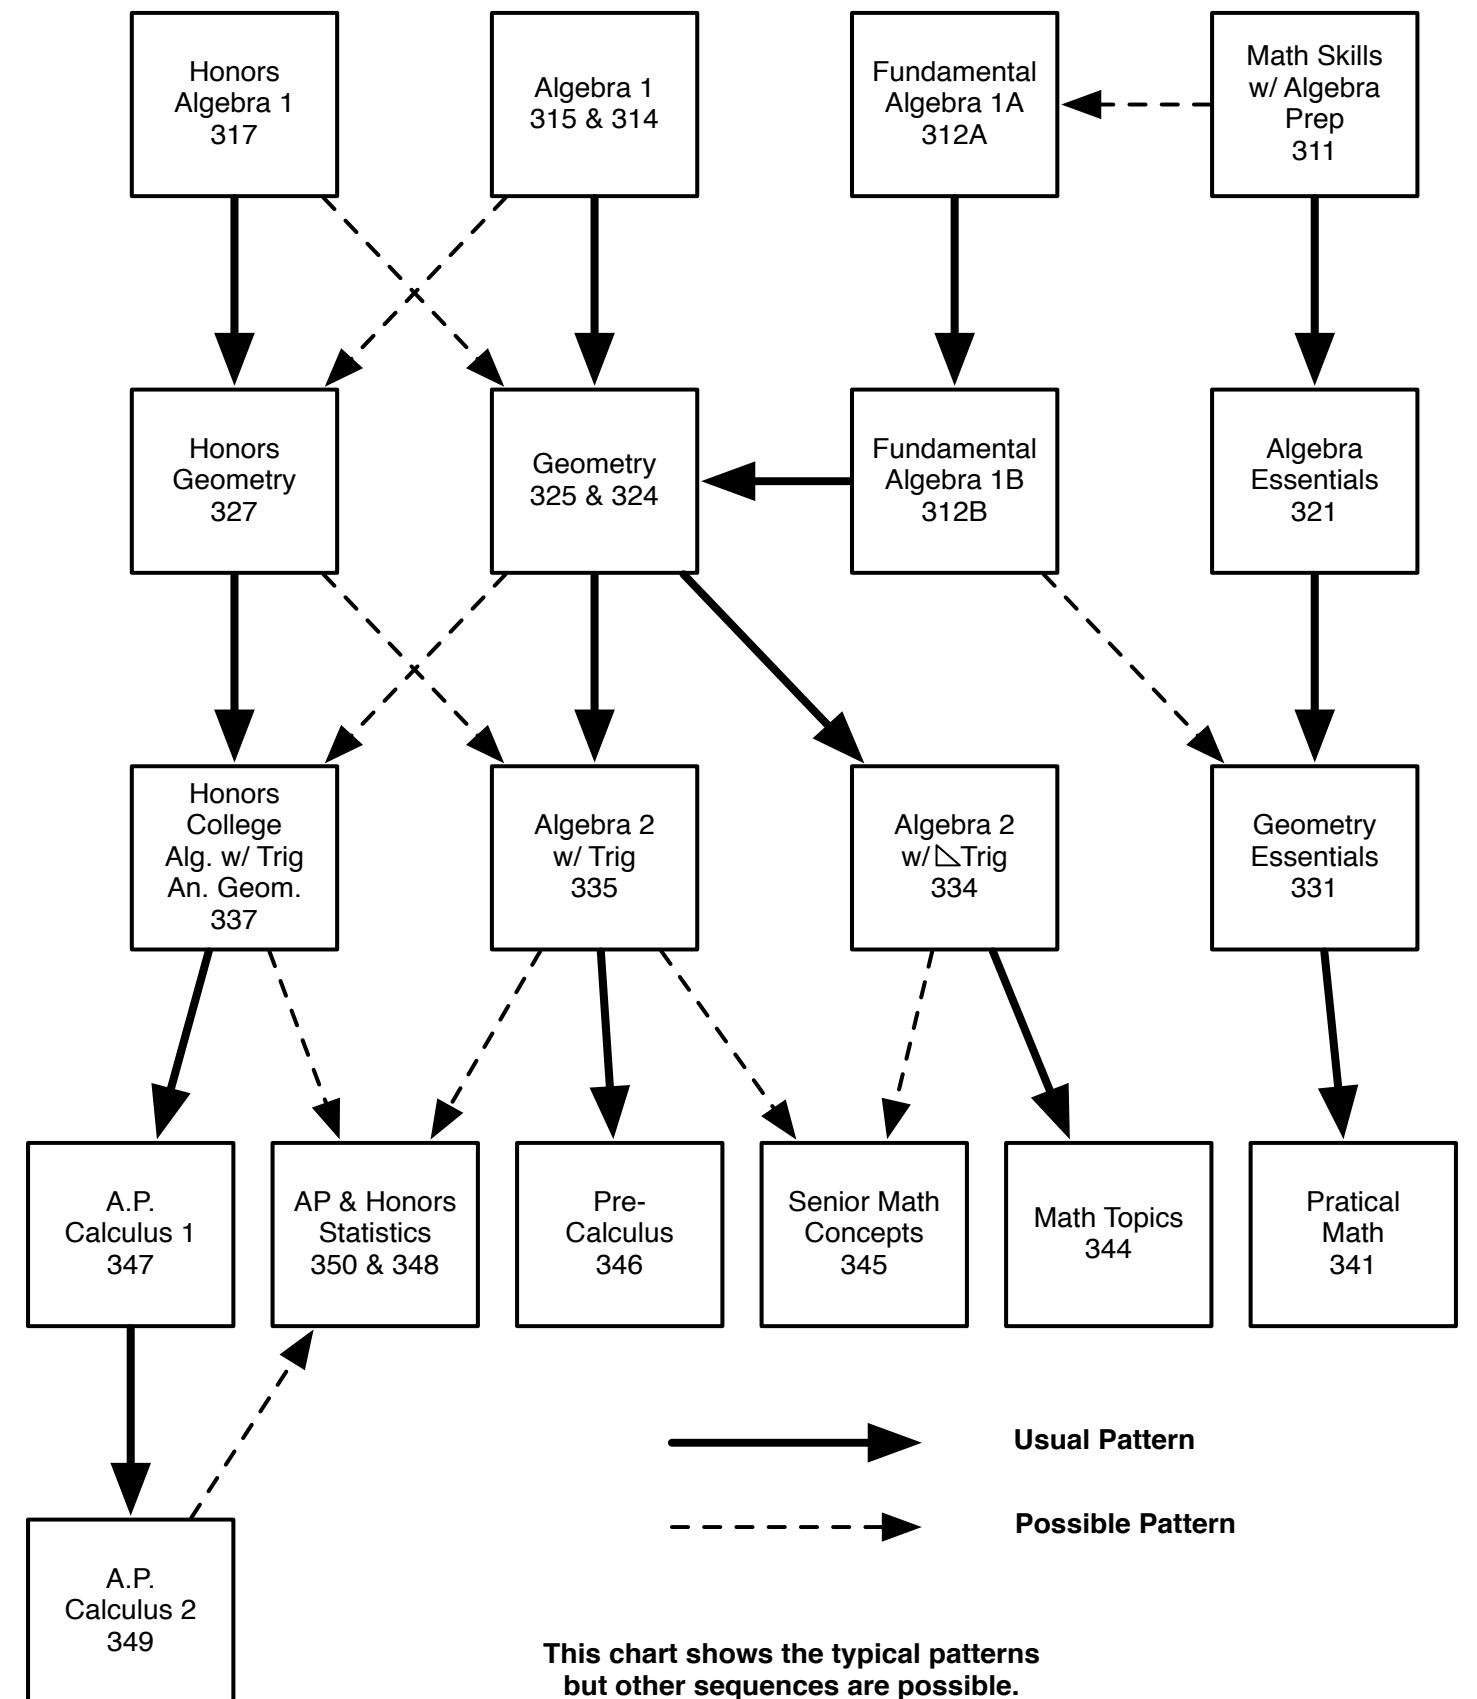 Honors
Algebra 1
317
Algebra 1
315 & 314
Fundamental
Algebra 1A
312A
Math Skills
w/ Algebra
Prep
311
Honors
Geometry
327
Geometry
325 & 324
Fundamental
Algebra 1B
312B
Algebra
Essentials
321
Honors
College
Alg. w/ Trig
An. Geom.
337
Algebra 2
w/ Trig
335
Algebra 2
w/ ◺Trig
334
Geometry
Essentials
331
A.P.
Calculus 1
347
AP & Honors
Statistics
350 & 348
Pre-
Calculus
346
Senior Math
Concepts
345
Math Topics
344
Pratical
Math
341
Usual Pattern
Possible Pattern
A.P.
Calculus 2
349
This chart shows the typical patterns
but other sequences are possible.